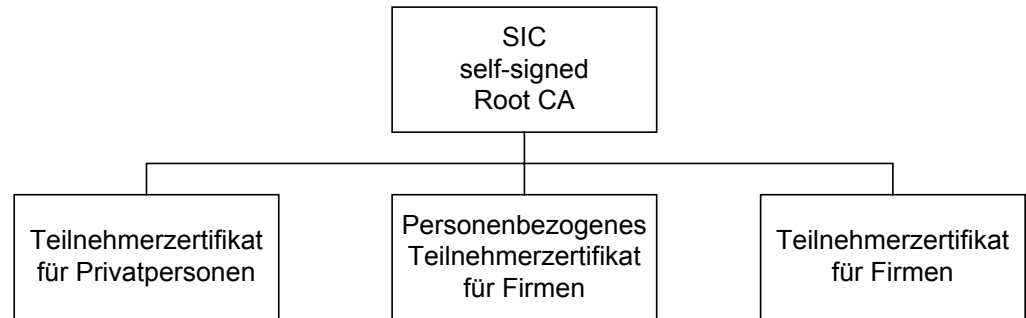 SIC
self-signed
Root CA
Teilnehmerzertifikat
für Privatpersonen
Personenbezogenes
Teilnehmerzertifikat
für Firmen
Teilnehmerzertifikat
für Firmen